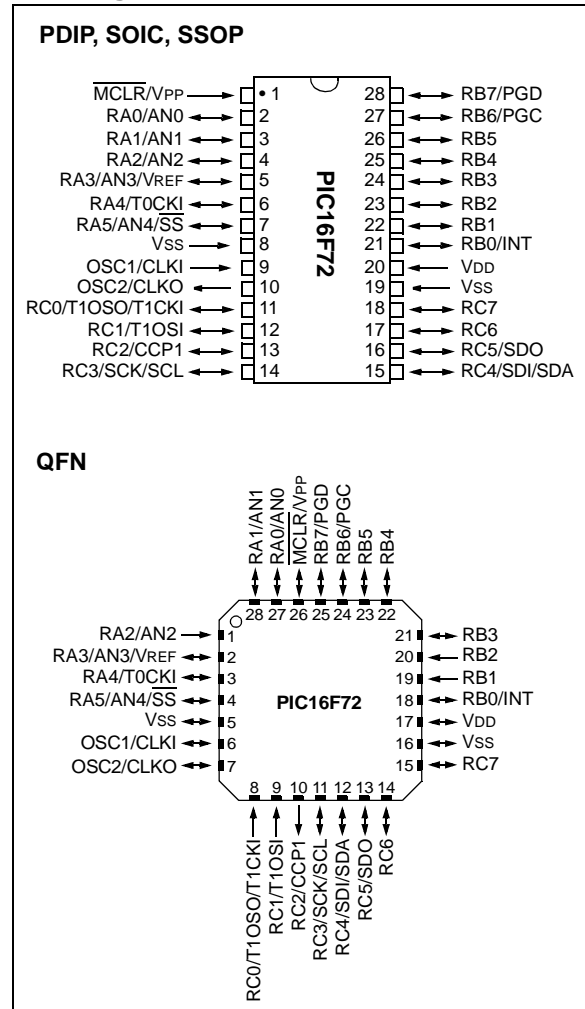 PDIP, SOIC, SSOP
MCLR/VPP • 1 28 RB7/PGD
RA0/AN0 2 27 RB6/PGC
RA1/AN1 3 26 RB5
RA2/AN2 4 25 RB4
RA3/AN3/VREF 5 24 RB3
RA4/T0CKI 6 23 RB2
RA5/AN4/SS 7 22 RB1
VSS 8 21 RB0/INT
OSC1/CLKI 9 20 VDD
OSC2/CLKO 10 19 VSS
RC0/T1OSO/T1CKI 11 18 RC7
RC1/T1OSI 12 17 RC6
RC2/CCP1 13 16 RC5/SDO
RC3/SCK/SCL 14 15 RC4/SDI/SDA
PIC16F72
QFN
RA1/AN1
RA0/AN0
MCLR/VPP
RB7/PGD
RB6/PGC
RB5
RB4
28 27 26 25 24 23 22
RA2/AN2 1 21 RB3
RA3/AN3/VREF 2 20 RB2
RA4/T0CKI 3 19 RB1
RA5/AN4/SS 4 18 RB0/INT
VSS 5 17 VDD
OSC1/CLKI 6 16 VSS
OSC2/CLKO 7 15 RC7
PIC16F72
8 9 10 11 12 13 14
RC0/T1OSO/T1CKI
RC1/T1OSI
RC2/CCP1
RC3/SCK/SCL
RC4/SDI/SDA
RC5/SDO
RC6